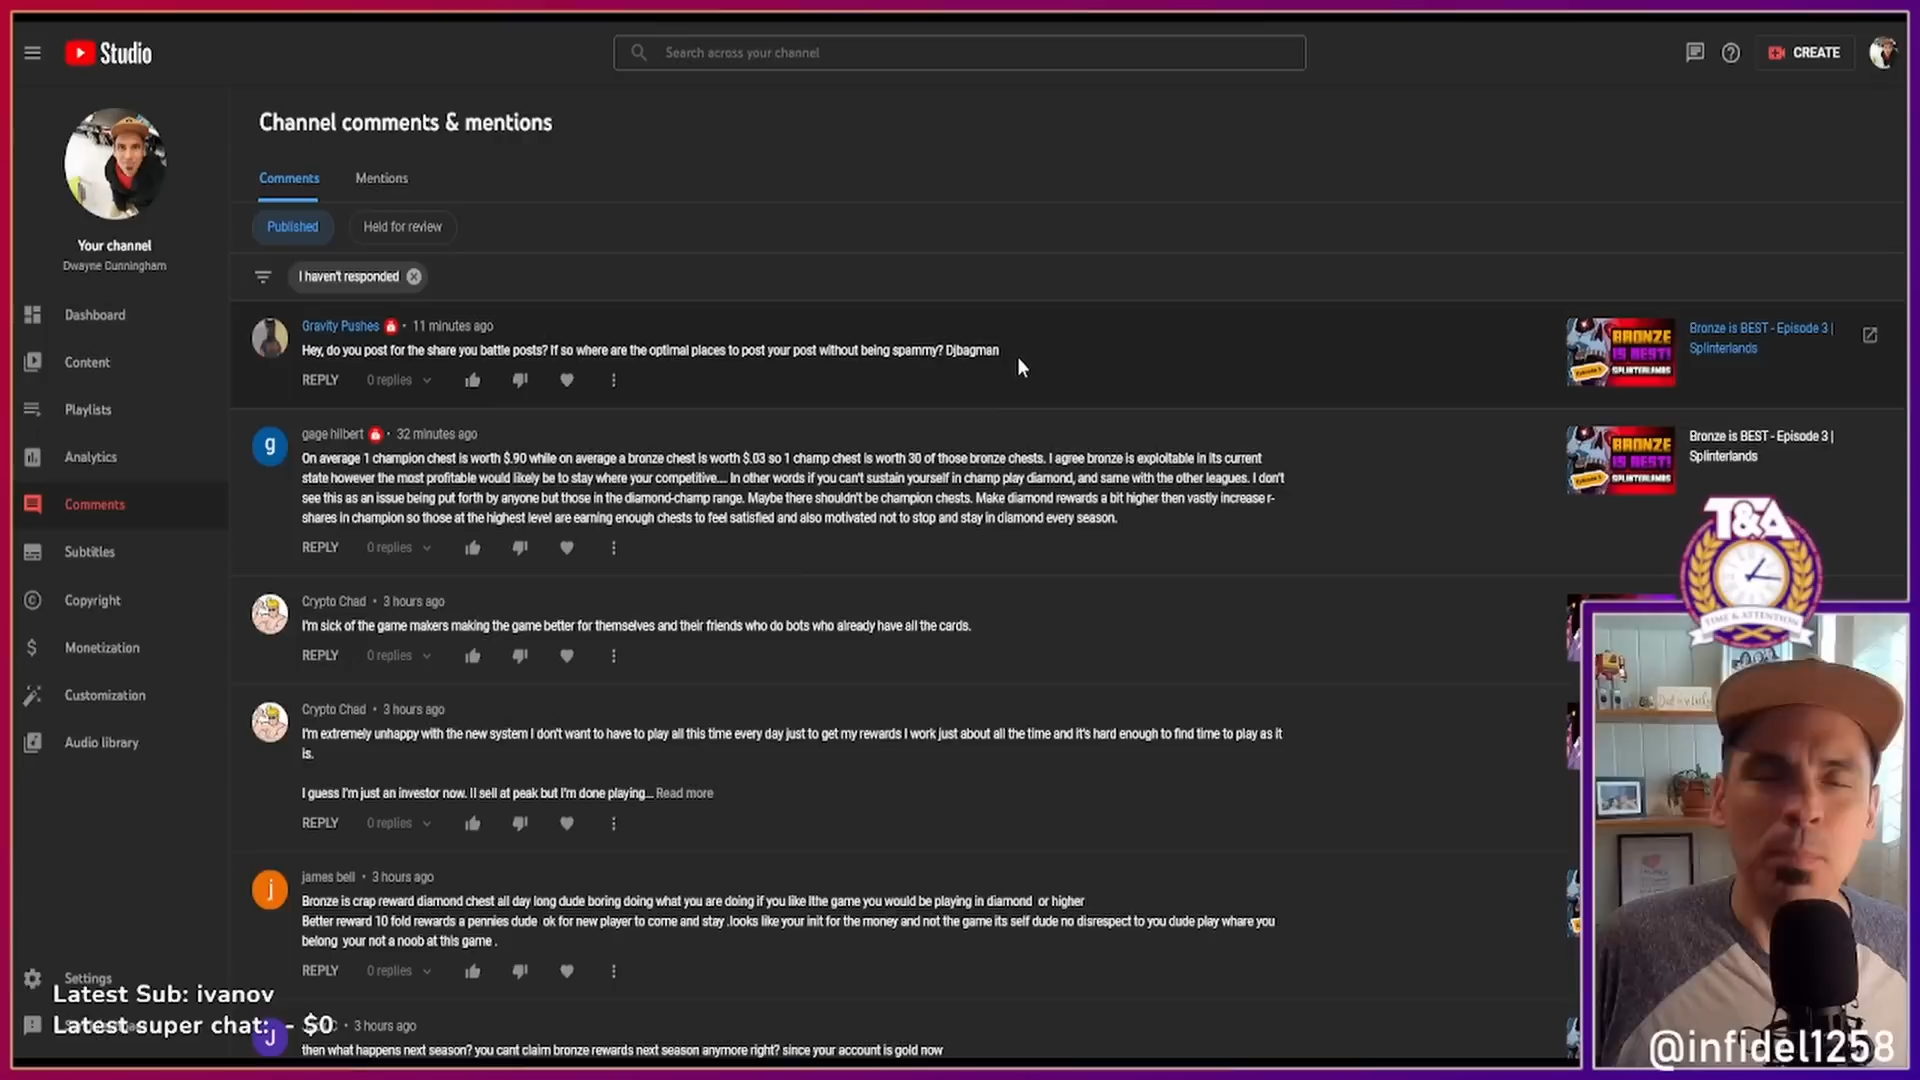 Studio
Search across your channel
CREATE
Channel comments & mentions
Your channel
Dwayne Cunningham
Comments
Mentions
Published
Held for review
I haven't responded
Dashboard
Content
Playlists
Analytics
Comments
Subtitles
Copyright
Monetization
Customization
Audio library
Settings
Gravity Pushes • 11 minutes ago
Hey, do you post for the share you battle posts? If so where are the optimal places to post your post without being spammy? Djbagman
REPLY 0 replies
BRONZE
IS BEST!
Episode 3
SPLINTERLANDS
Bronze is BEST - Episode 3 |
Splinterlands
gage hilbert • 32 minutes ago
On average 1 champion chest is worth $.90 while on average a bronze chest is worth $.03 so 1 champ chest is worth 30 of those bronze chests. I agree bronze is exploitable in its current
state however the most profitable would likely be to stay where your competitive.... In other words if you can't sustain yourself in champ play diamond, and same with the other leagues. I don't
see this as an issue being put forth by anyone but those in the diamond-champ range. Maybe there shouldn't be champion chests. Make diamond rewards a bit higher then vastly increase r-
shares in champion so those at the highest level are earning enough chests to feel satisfied and also motivated not to stop and stay in diamond every season.
REPLY 0 replies
BRONZE
IS BEST!
Episode 3
SPLINTERLANDS
Bronze is BEST - Episode 3 |
Splinterlands
Crypto Chad • 3 hours ago
I'm sick of the game makers making the game better for themselves and their friends who do bots who already have all the cards.
REPLY 0 replies
Crypto Chad • 3 hours ago
I'm extremely unhappy with the new system I don't want to have to play all this time every day just to get my rewards I work just about all the time and it's hard enough to find time to play as it
is.
I guess I'm just an investor now. Il sell at peak but I'm done playing... Read more
REPLY 0 replies
j
james bell • 3 hours ago
Bronze is crap reward diamond chest all day long dude boring doing what you are doing if you like lthe game you would be playing in diamond or higher
Better reward 10 fold rewards a pennies dude ok for new player to come and stay .looks like your init for the money and not the game its self dude no disrespect to you dude play whare you
belong your not a noob at this game .
REPLY 0 replies
J
• 3 hours ago
then what happens next season? you cant claim bronze rewards next season anymore right? since your account is gold now
g
Latest Sub: ivanov
Latest super chat: - $0
T&A
TIME & ATTENTION
@infidel1258